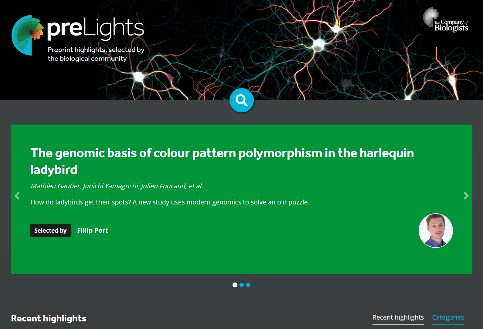 preLights
Preprint highlights, selected by
the biological community
The Company
of Biologists
The genomic basis of colour pattern polymorphism in the harlequin
ladybird
Mathieu Gautier, Junichi Yamaguchi, Julien Foucaud, et al.
How do ladybirds get their spots? A new study uses modern genomics to solve an old puzzle.
Selected by Fillip Port
Recent highlights
Recent highlights Categories